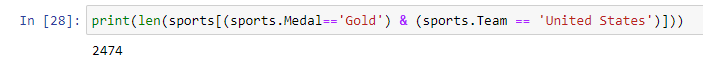 In [28]: print(len(sports[(sports.Medal=='Gold') & (sports.Team == 'United States')]))
2474